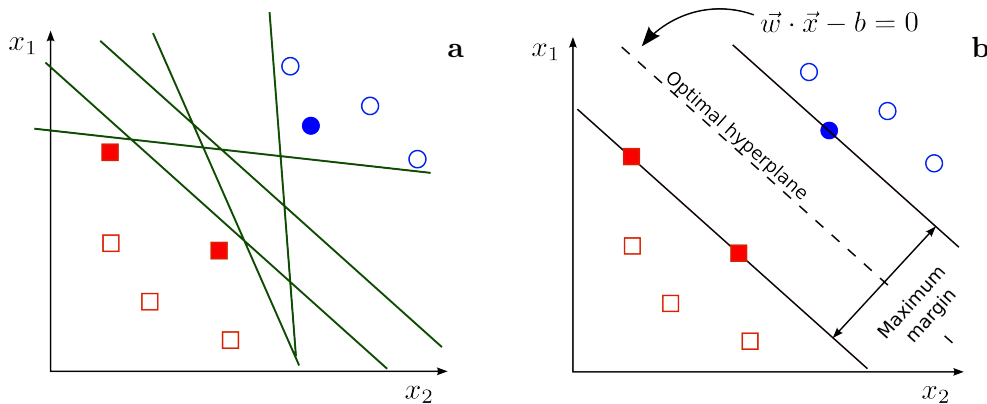 x₁
a
x₂
x₁
b
w⃗ · x⃗ − b = 0
Optimal hyperplane
Maximum
margin
x₂